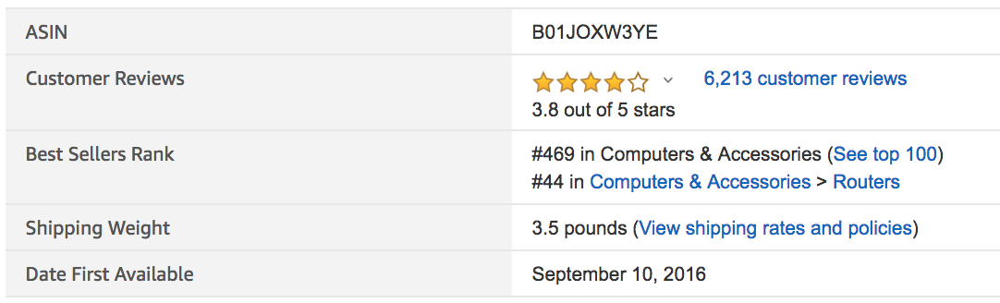 ASIN B01JOXW3YE
Customer Reviews 6,213 customer reviews
3.8 out of 5 stars
Best Sellers Rank #469 in Computers & Accessories (See top 100)
#44 in Computers & Accessories > Routers
Shipping Weight 3.5 pounds (View shipping rates and policies)
Date First Available September 10, 2016